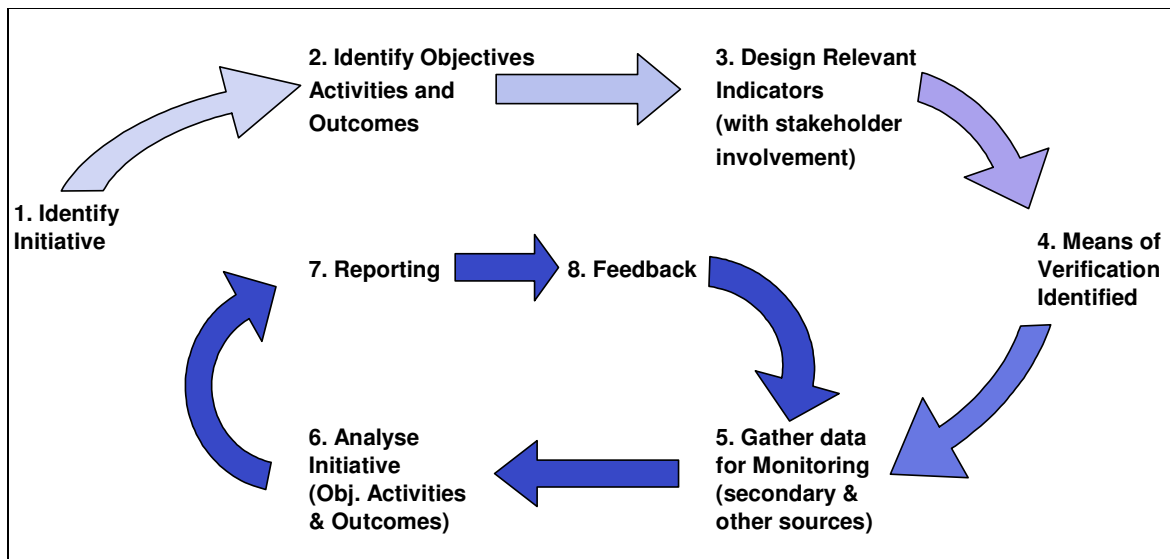 1. Identify
Initiative
2. Identify Objectives
Activities and
Outcomes
3. Design Relevant
Indicators
(with stakeholder
involvement)
4. Means of
Verification
Identified
5. Gather data
for Monitoring
(secondary &
other sources)
6. Analyse
Initiative
(Obj. Activities
& Outcomes)
7. Reporting
8. Feedback